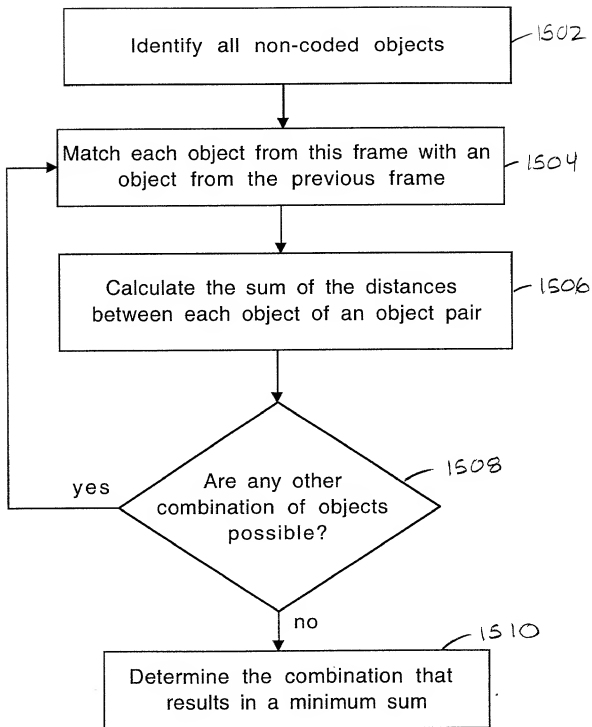 Identify all non-coded objects
1502
Match each object from this frame with an
object from the previous frame
1504
Calculate the sum of the distances
between each object of an object pair
1506
Are any other
combination of objects
possible?
1508
yes
no
1510
Determine the combination that
results in a minimum sum